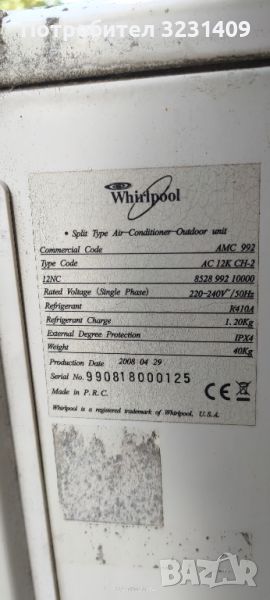 Потребител 3231409
Whirlpool
• Split Type Air-Conditioner-Outdoor unit
Commercial Code AMC 992
Type Code AC 12K CH-2
12NC 8528 992 10000
Rated Voltage (Single Phase) 220-240V~/50Hz
Refrigerant R410A
Refrigerant Charge 1.20Kg
External Degree Protection IPX4
Weight 40Kg
Production Date 2008 04 29
Serial No. 990818000125
Made in P.R.C. CE
Whirlpool is a registered trademark of Whirlpool, U.S.A.
BAZAR